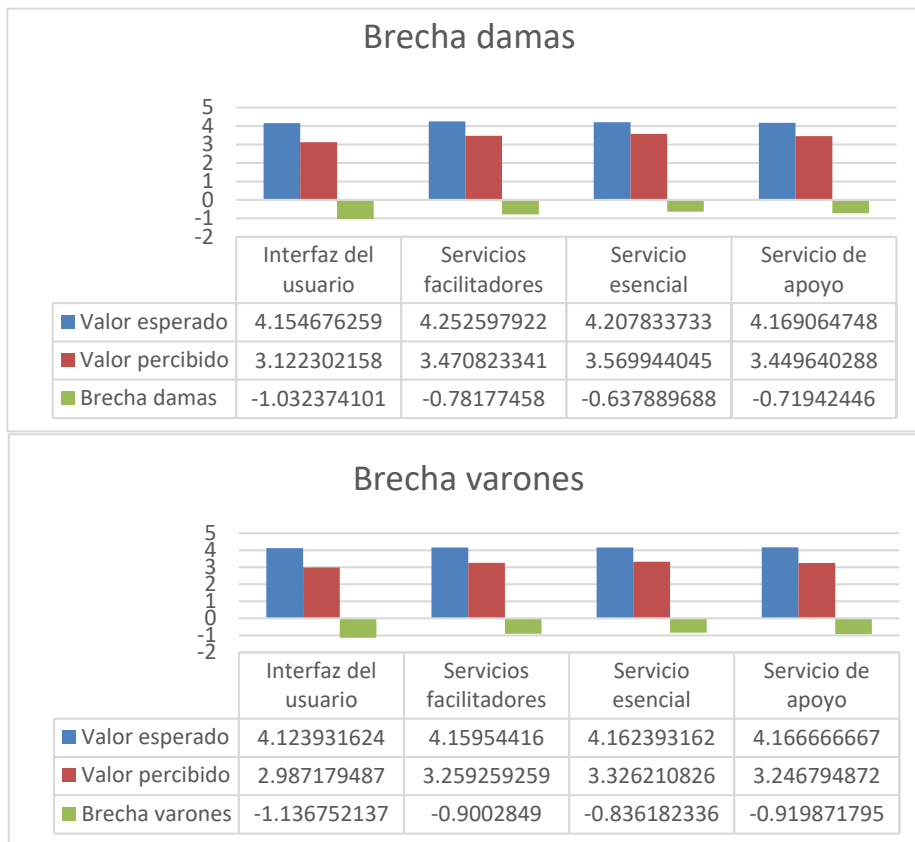 Brecha damas
5
4
3
2
1
0
-1
-2
Interfaz del usuario Servicios facilitadores Servicio esencial Servicio de apoyo
Valor esperado 4.154676259 4.252597922 4.207833733 4.169064748
Valor percibido 3.122302158 3.470823341 3.569944045 3.449640288
Brecha damas -1.032374101 -0.78177458 -0.637889688 -0.71942446
Brecha varones
5
4
3
2
1
0
-1
-2
Interfaz del usuario Servicios facilitadores Servicio esencial Servicio de apoyo
Valor esperado 4.123931624 4.15954416 4.162393162 4.166666667
Valor percibido 2.987179487 3.259259259 3.326210826 3.246794872
Brecha varones -1.136752137 -0.9002849 -0.836182336 -0.919871795